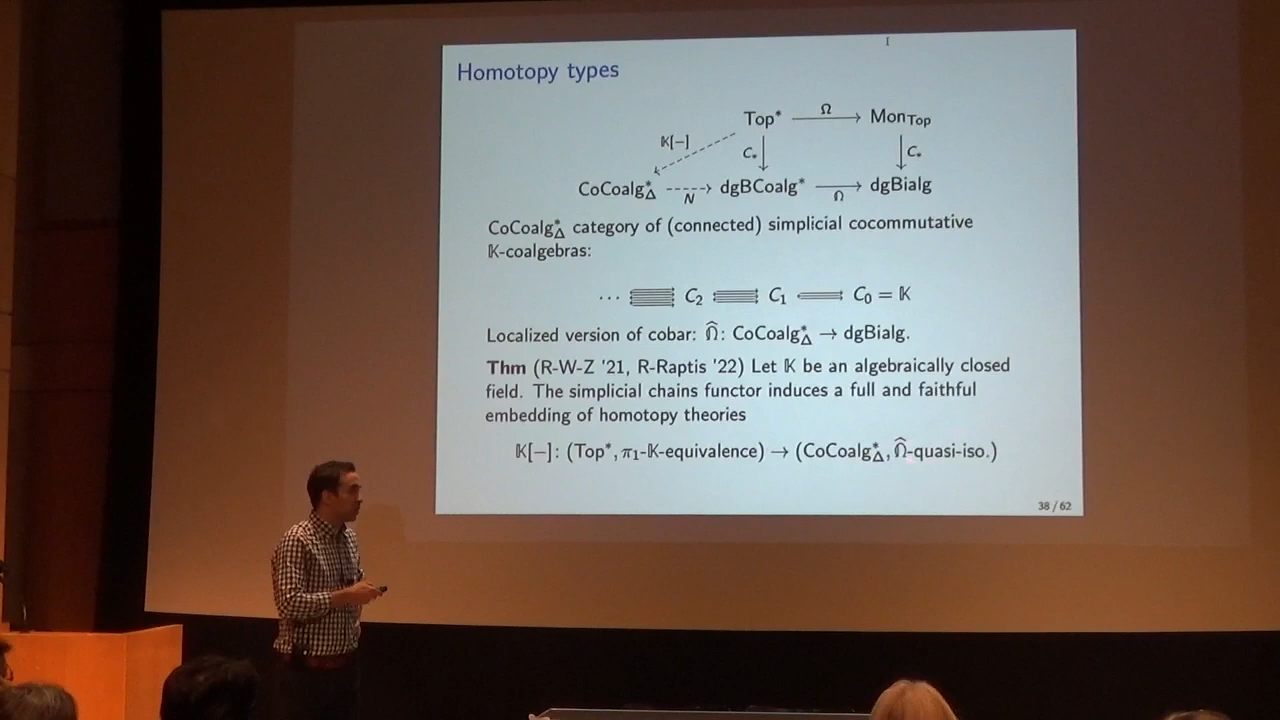 Homotopy types
Top* Ω Mon_Top
𝕂[−] C* C*
CoCoalg*_Δ N dgBCoalg* Ω dgBialg
CoCoalg*_Δ category of (connected) simplicial cocommutative
𝕂-coalgebras:
⋯ C₂ C₁ C₀ = 𝕂
Localized version of cobar: Ω̂: CoCoalg*_Δ → dgBialg.
Thm (R-W-Z '21, R-Raptis '22) Let 𝕂 be an algebraically closed
field. The simplicial chains functor induces a full and faithful
embedding of homotopy theories
𝕂[−]: (Top*, π₁-𝕂-equivalence) → (CoCoalg*_Δ, Ω̂-quasi-iso.)
38 / 62